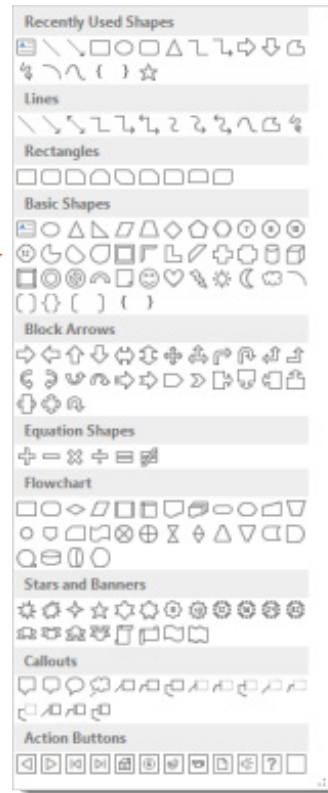 Recently Used Shapes
Lines
Rectangles
Basic Shapes
Block Arrows
Equation Shapes
Flowchart
Stars and Banners
Callouts
Action Buttons